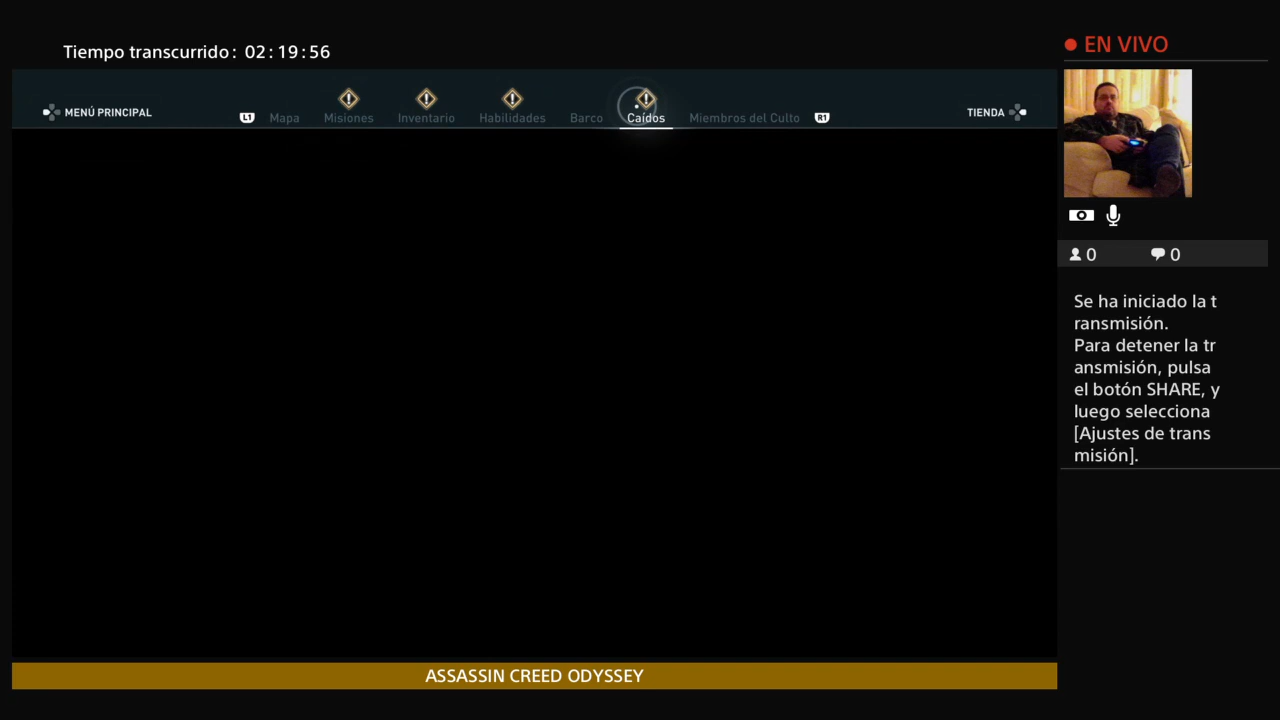 Tiempo transcurrido: 02:19:56
EN VIVO
MENÚ PRINCIPAL
L1 Mapa Misiones Inventario Habilidades Barco Caídos Miembros del Culto R1
TIENDA
0 0
Se ha iniciado la t
ransmisión.
Para detener la tr
ansmisión, pulsa
el botón SHARE, y
luego selecciona
[Ajustes de trans
misión].
ASSASSIN CREED ODYSSEY